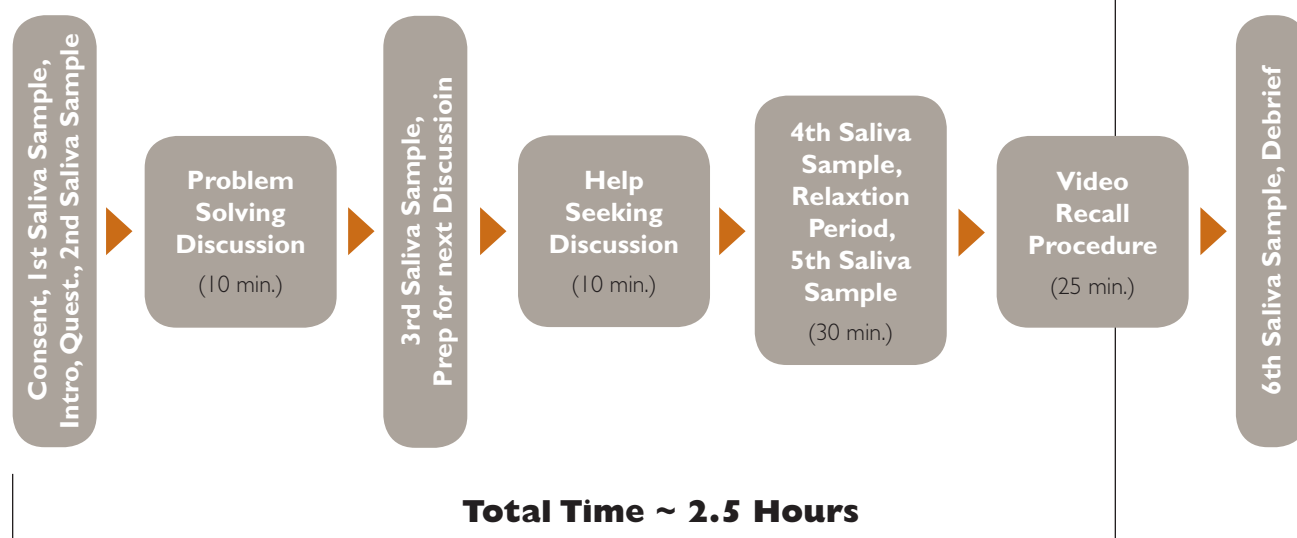 Consent, 1st Saliva Sample,
Intro, Quest., 2nd Saliva Sample
Problem
Solving
Discussion
(10 min.)
3rd Saliva Sample,
Prep for next Discussioin
Help
Seeking
Discussion
(10 min.)
4th Saliva
Sample,
Relaxtion
Period,
5th Saliva
Sample
(30 min.)
Video
Recall
Procedure
(25 min.)
6th Saliva Sample, Debrief
Total Time ~ 2.5 Hours